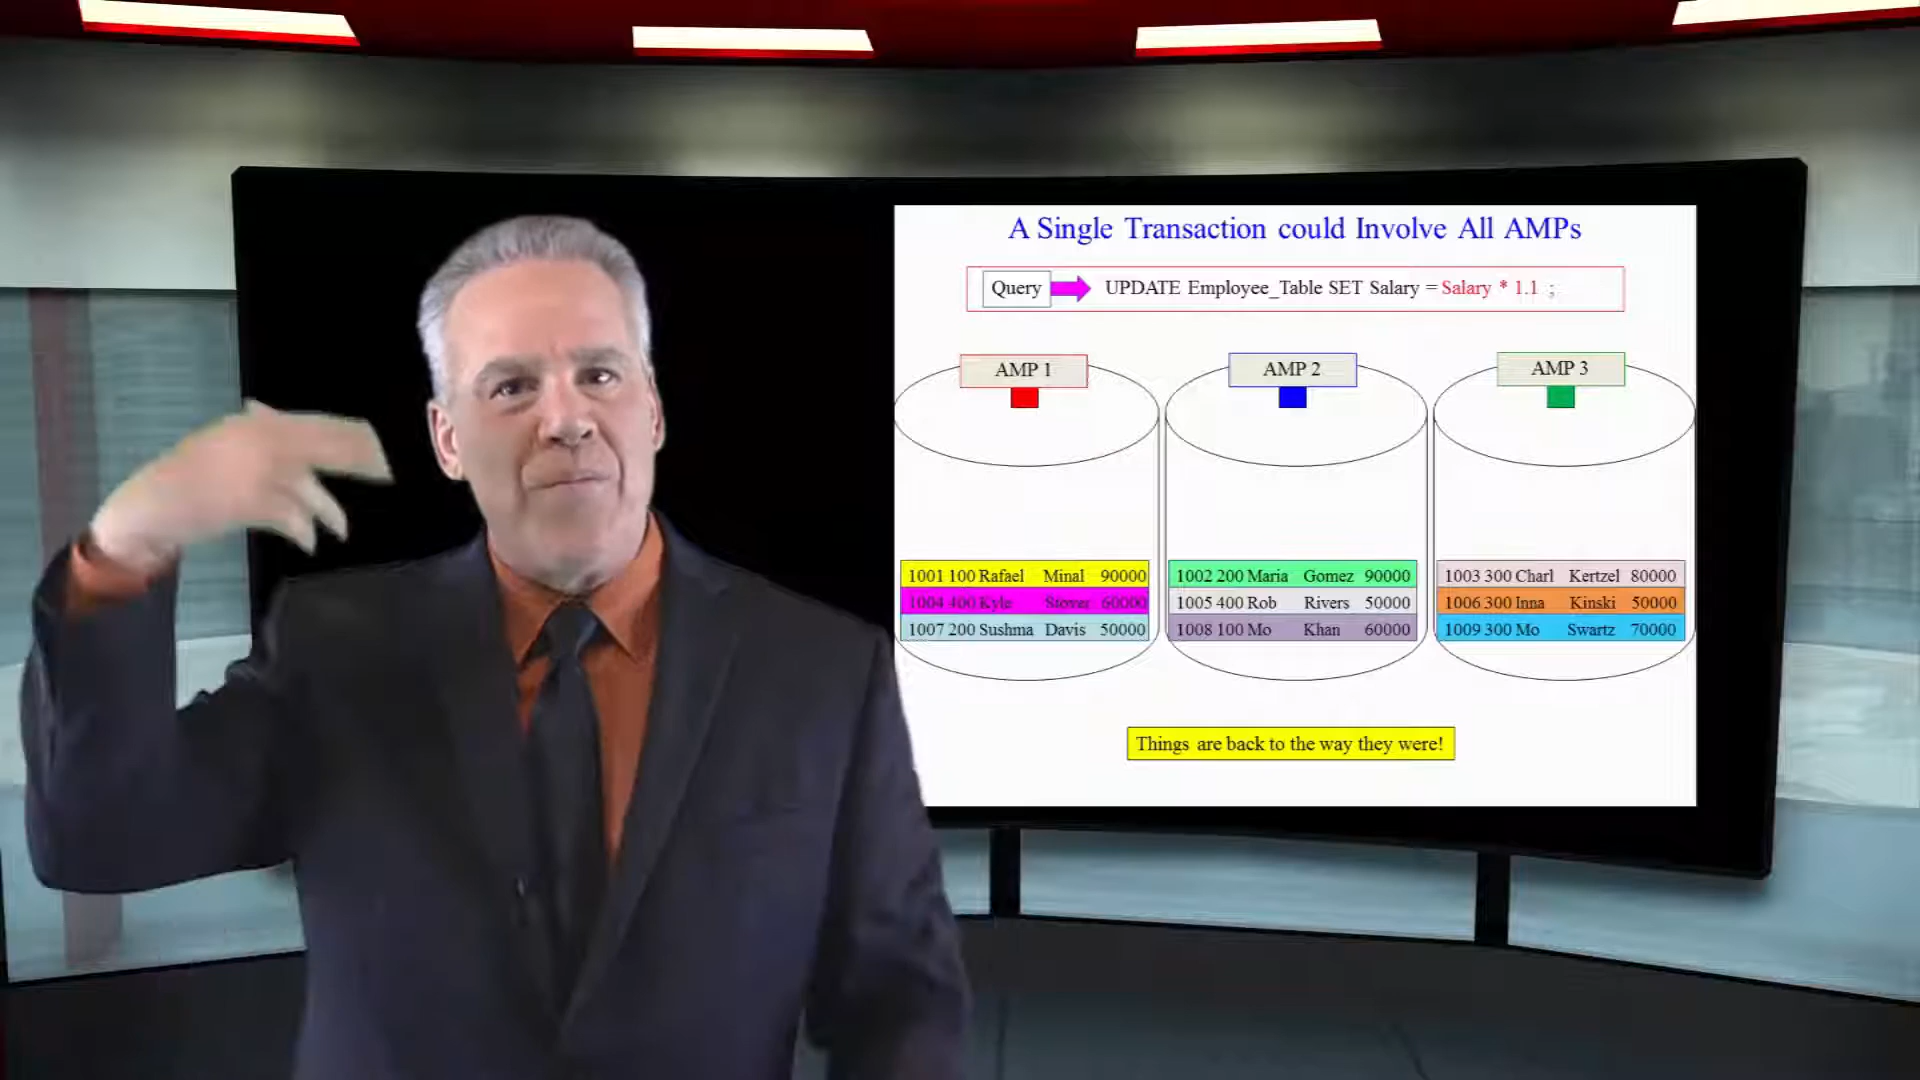 A Single Transaction could Involve All AMPs
Query UPDATE Employee_Table SET Salary = Salary * 1.1 ;
AMP 1
AMP 2
AMP 3
1001 100 Rafael Minal 90000
1004 400 Kyle Stover 60000
1007 200 Sushma Davis 50000
1002 200 Maria Gomez 90000
1005 400 Rob Rivers 50000
1008 100 Mo Khan 60000
1003 300 Charl Kertzel 80000
1006 300 Inna Kinski 50000
1009 300 Mo Swartz 70000
Things are back to the way they were!